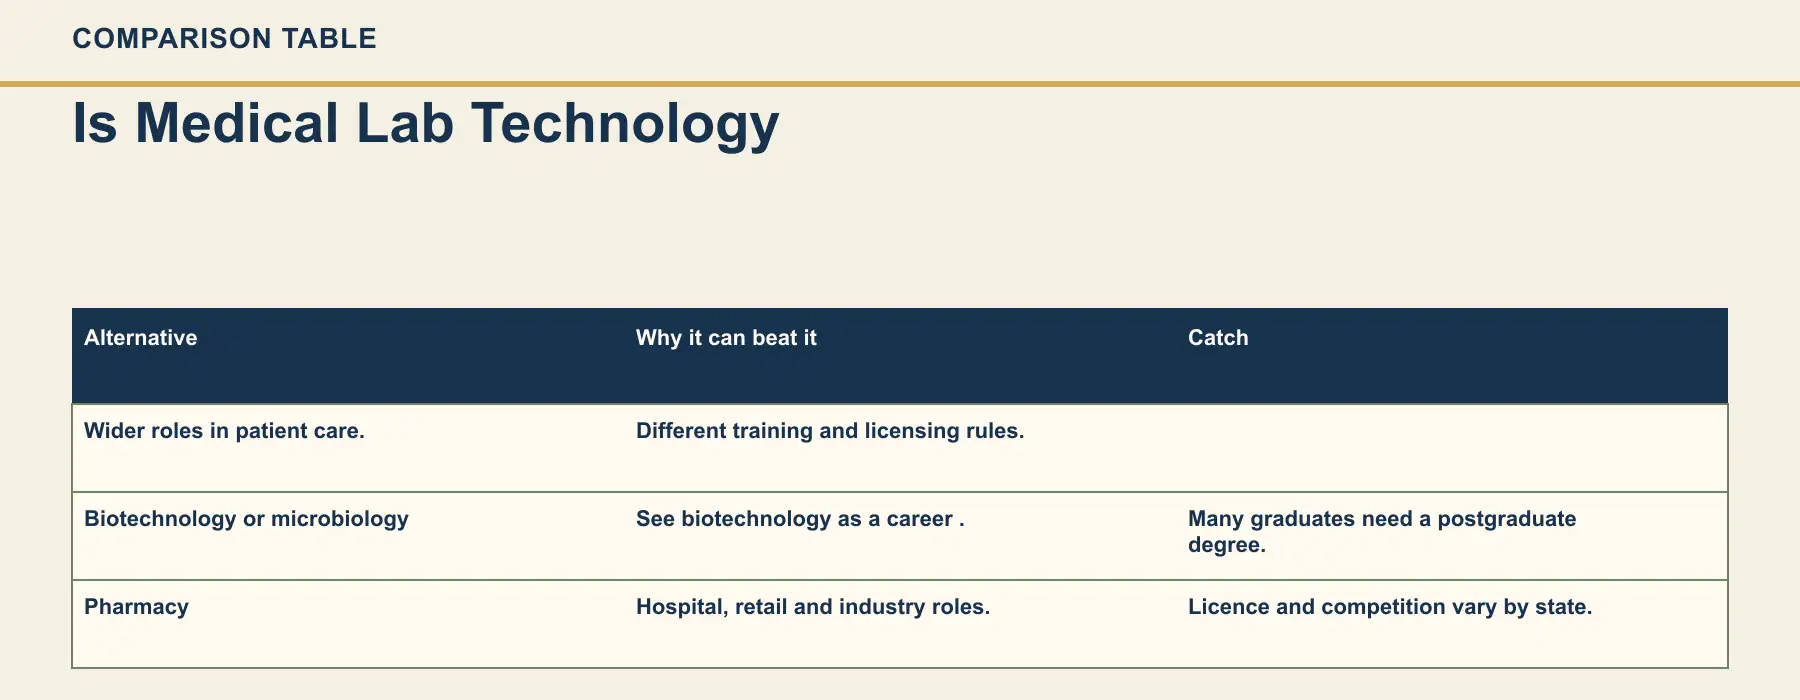 COMPARISON TABLE
Is Medical Lab Technology
Alternative Why it can beat it Catch
Wider roles in patient care. Different training and licensing rules.
Biotechnology or microbiology See biotechnology as a career . Many graduates need a postgraduate
degree.
Pharmacy Hospital, retail and industry roles. Licence and competition vary by state.